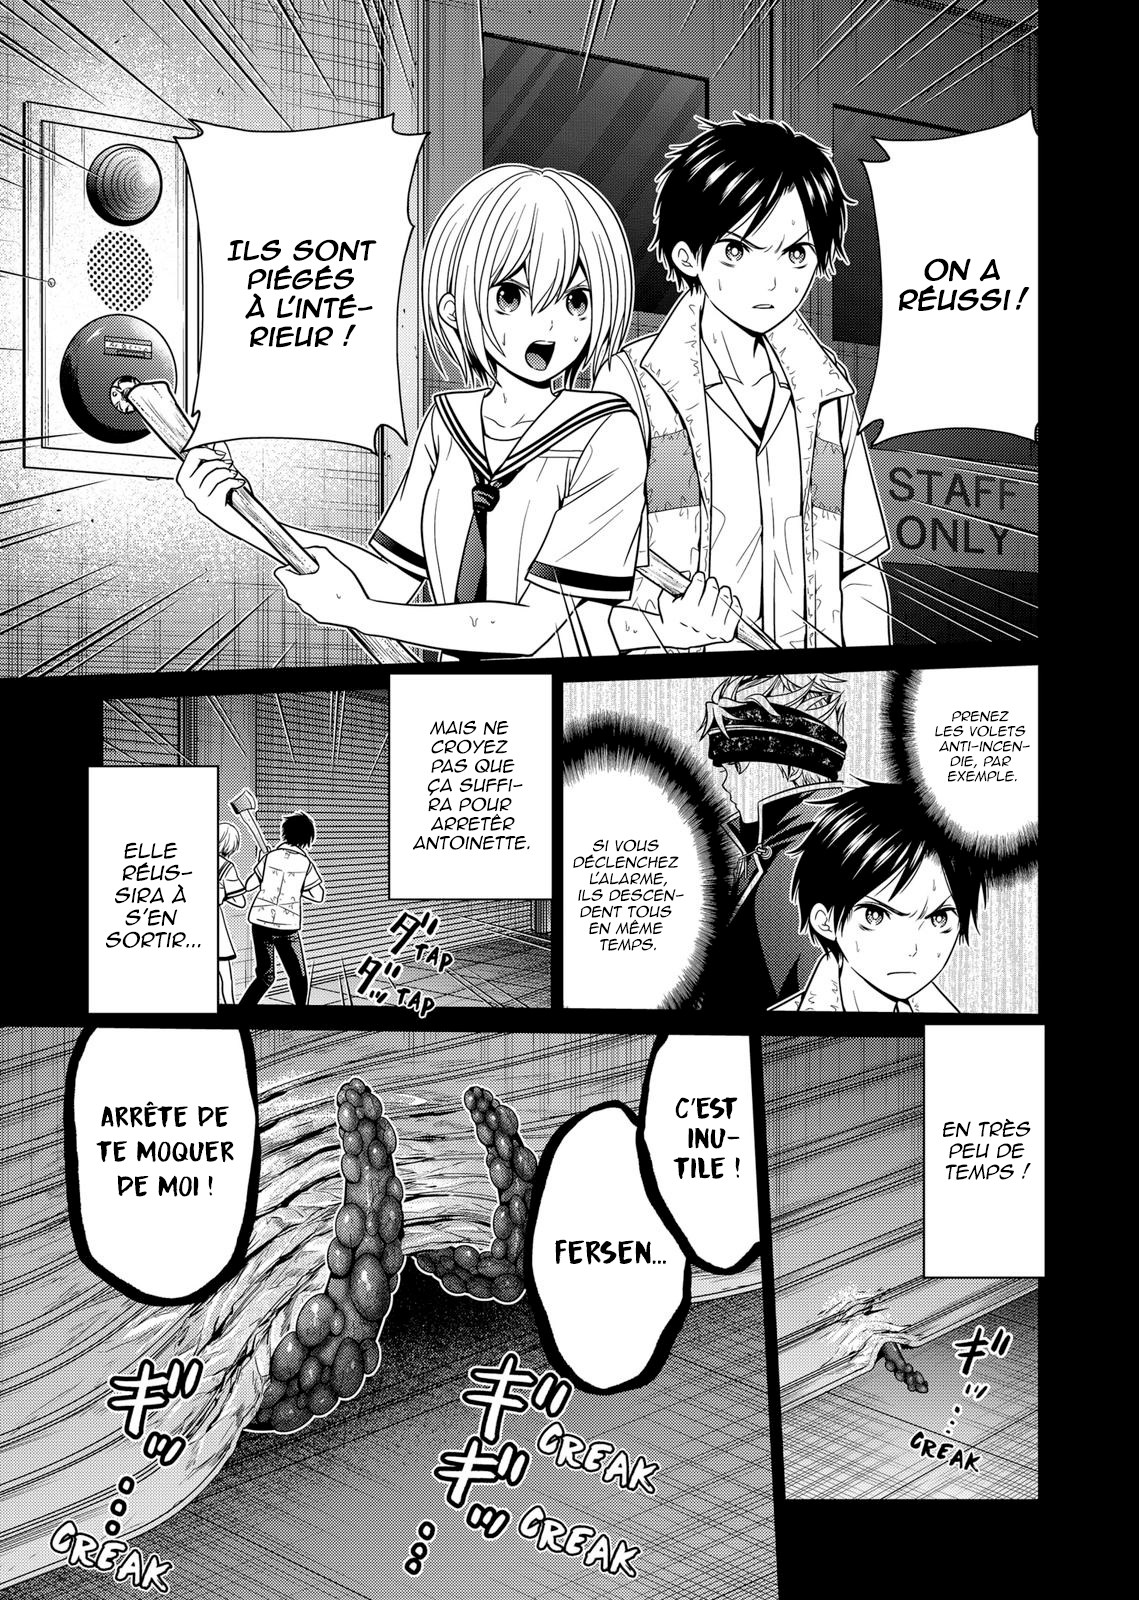 ON A
RÉUSSI !
ILS SONT
PIÉGÉS
À L'INTÉ-
RIEUR !
STAFF
ONLY
PRENEZ
LES VOLETS
ANTI-INCEN-
DIE, PAR
EXEMPLE.
SI VOUS
DÉCLENCHEZ
L'ALARME,
ILS DESCEN-
DENT TOUS
EN MÊME
TEMPS.
MAIS NE
CROYEZ
PAS QUE
ÇA SUFFI-
RA POUR
ARRETÊR
ANTOINETTE.
ELLE
RÉUS-
SIRA À
S'EN
SORTIR...
ダッ
TAP
ダッ
TAP
EN TRÈS
PEU DE
TEMPS !
ギッ...
CREAK
C'EST
INU-
TILE !
FERSEN...
ARRÊTE DE
TE MOQUER
DE MOI !
ギッ
CREAK
ギッ...
CREAK
ギッ...
CREAK